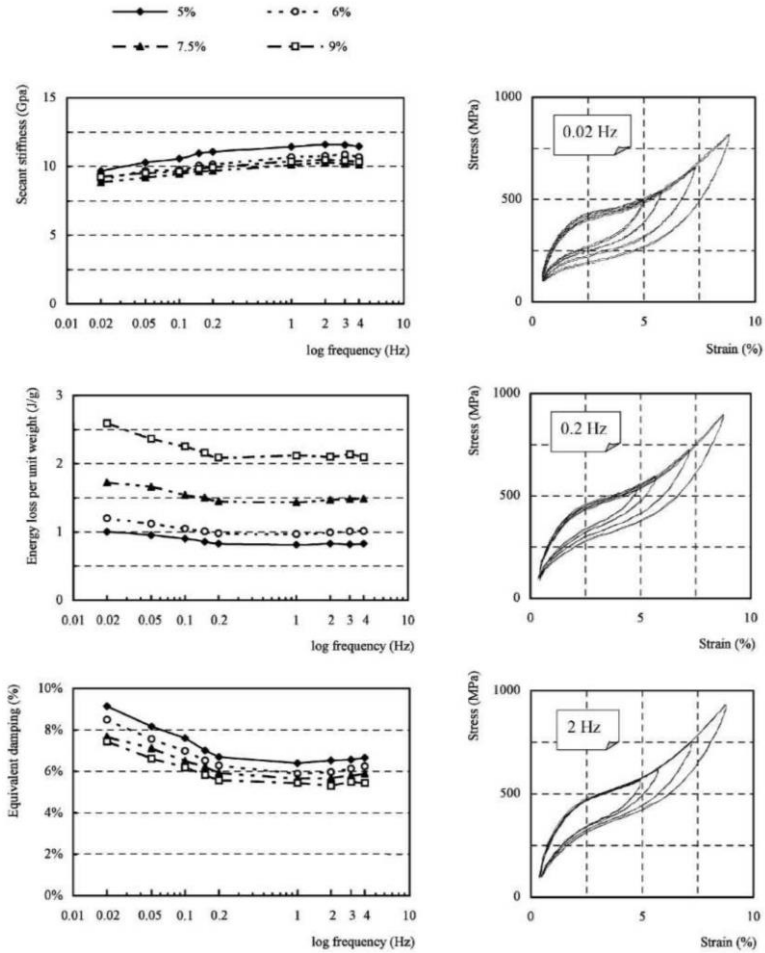 5%
6%
7.5%
9%
Secant stiffness (Gpa)
15
10
5
0
0.01 0.02 0.05 0.1 0.2 1 2 3 4 10
log frequency (Hz)
Stress (MPa)
1000
500
0
0.02 Hz
0 5 10
Strain (%)
Energy loss per unit weight (J/g)
3
2
1
0
0.01 0.02 0.05 0.1 0.2 1 2 3 4 10
log frequency (Hz)
Stress (MPa)
1000
500
0
0.2 Hz
0 5 10
Strain (%)
Equivalent damping (%)
10%
8%
6%
4%
2%
0%
0.01 0.02 0.05 0.1 0.2 1 2 3 4 10
log frequency (Hz)
Stress (MPa)
1000
500
0
2 Hz
0 5 10
Strain (%)